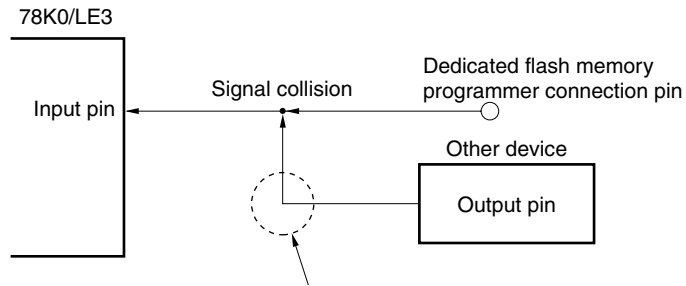 78K0/LE3
Input pin
Signal collision
Dedicated flash memory
programmer connection pin
Other device
Output pin